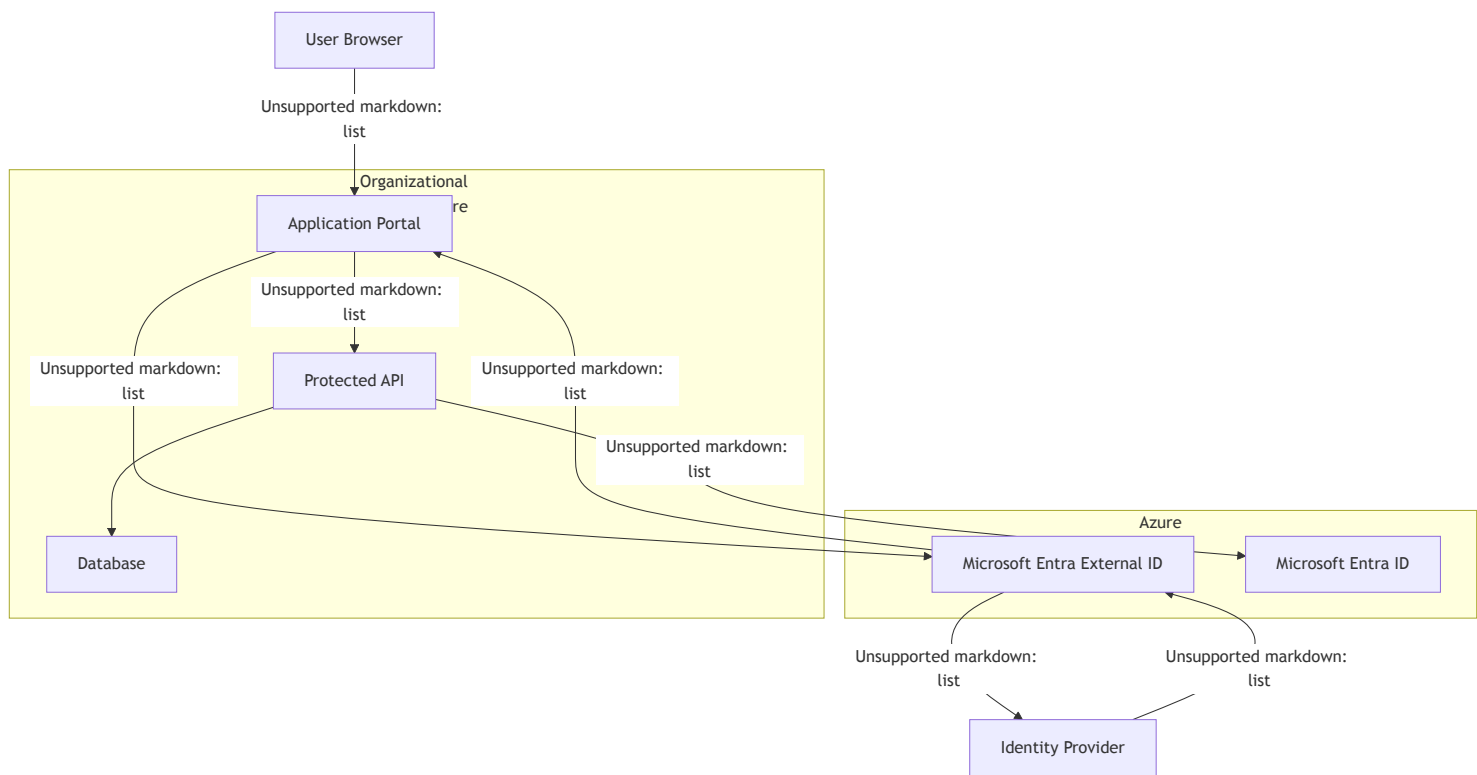 User Browser
Unsupported markdown:
list
Organizational
re
Application Portal
Unsupported markdown:
list
Unsupported markdown:
list
Protected API
Unsupported markdown:
list
Unsupported markdown:
list
Azure
Database
Microsoft Entra External ID
Microsoft Entra ID
Unsupported markdown:
list
Unsupported markdown:
list
Identity Provider